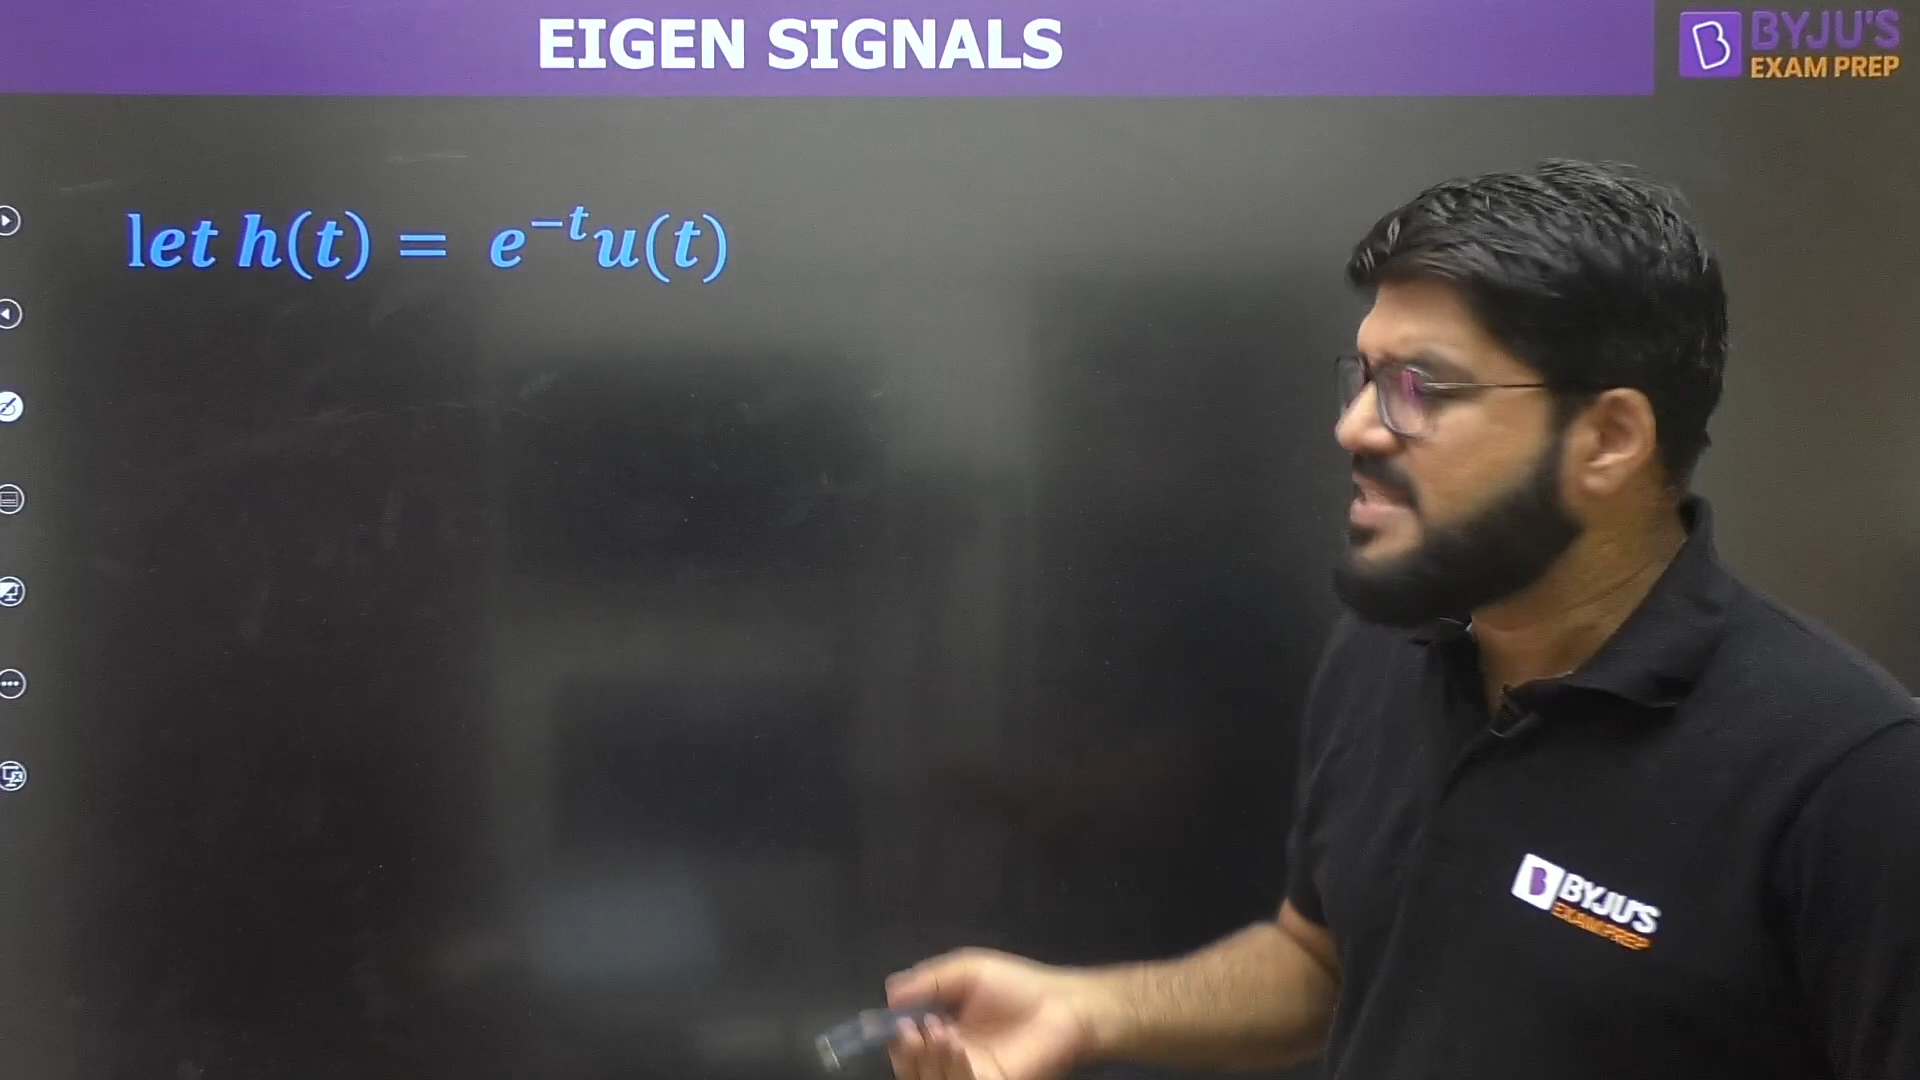 EIGEN SIGNALS
BYJU'S
EXAM PREP
let h(t) = e^{-t}u(t)
BYJU'S
EXAM PREP